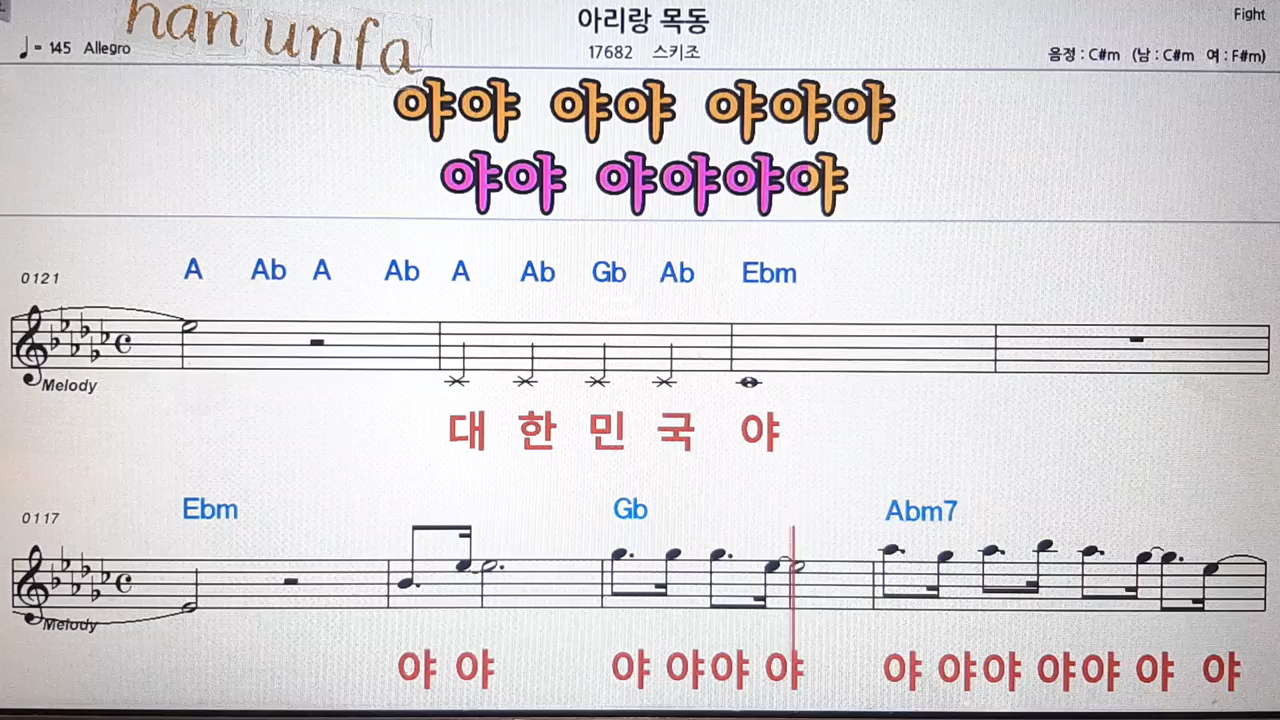 han unfa
아리랑 목동
Fight
♩= 145 Allegro
17682 스키조
음정 : C#m (남 : C#m 여 : F#m)
야야 야야 야야야
야야 야야야야
0121
A Ab A Ab A Ab Gb Ab Ebm
Melody
대 한 민 국 야
0117
Ebm Gb Abm7
Melody
야 야 야 야야 야 야 야야 야야 야 야